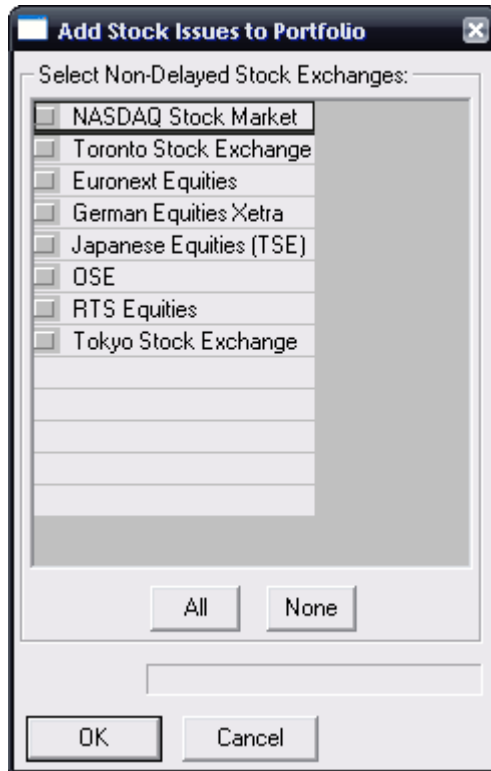 Add Stock Issues to Portfolio
Select Non-Delayed Stock Exchanges:
NASDAQ Stock Market
Toronto Stock Exchange
Euronext Equities
German Equities Xetra
Japanese Equities (TSE)
OSE
RTS Equities
Tokyo Stock Exchange
All None
OK Cancel